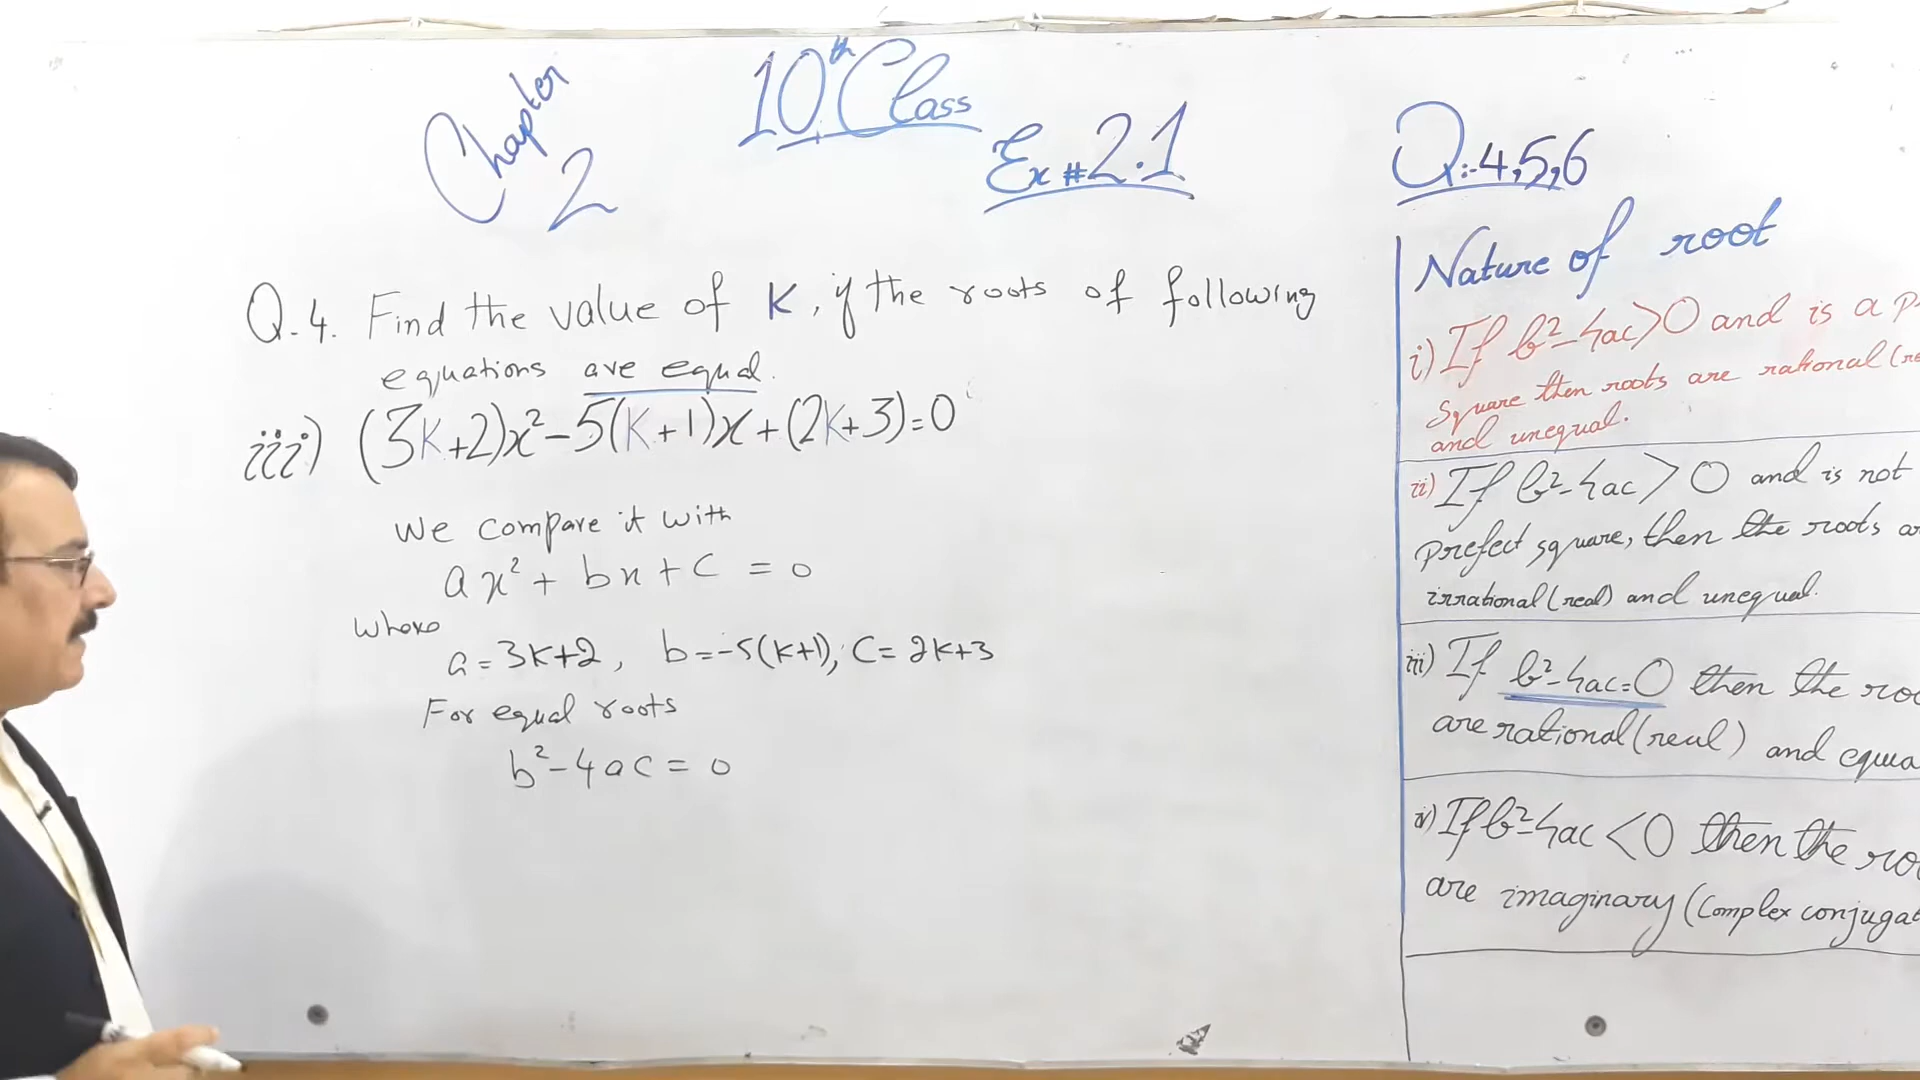 Chapter 2
10th Class
Ex # 2.1
Q:-4,5,6
Q.4. Find the value of K, if the roots of following
equations are equal.
iii) (3K+2)x²-5(K+1)x+(2K+3)=0
We compare it with
ax²+bx+c=0
where
a=3k+2, b=-5(k+1), c=2k+3
For equal roots
b²-4ac=0
Nature of root
i) If b²-4ac>0 and is a p
Square then roots are rational (re
and unequal.
ii) If b²-4ac>0 and is not
prefect square, then the roots a
irrational (real) and unequal.
iii) If b²-4ac=0 then the roo
are rational (real) and equa
iv) If b²-4ac<0 then the roo
are imaginary (Complex conjuga